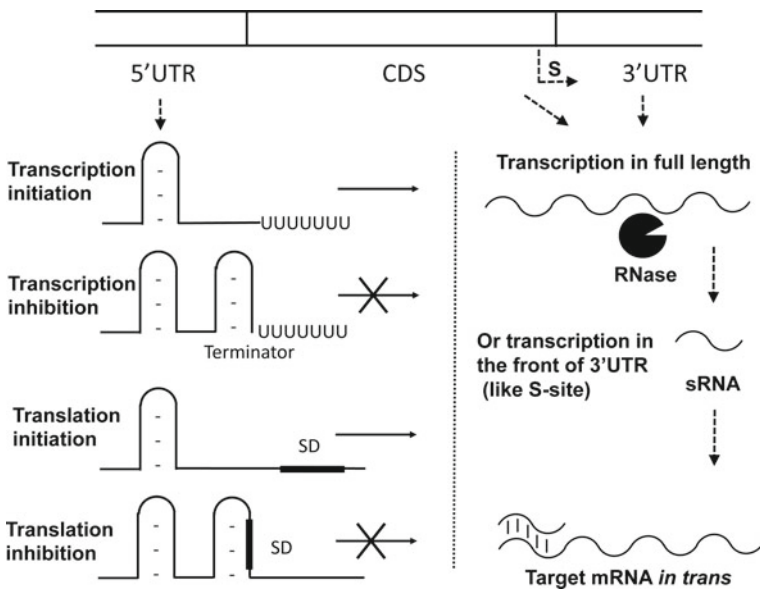 5'UTR
CDS
S
3'UTR
Transcription
initiation
UUUUUUU
Transcription
inhibition
UUUUUUU
Terminator
Translation
initiation
SD
Translation
inhibition
SD
Transcription in full length
RNase
Or transcription in
the front of 3'UTR
(like S-site)
sRNA
Target mRNA in trans